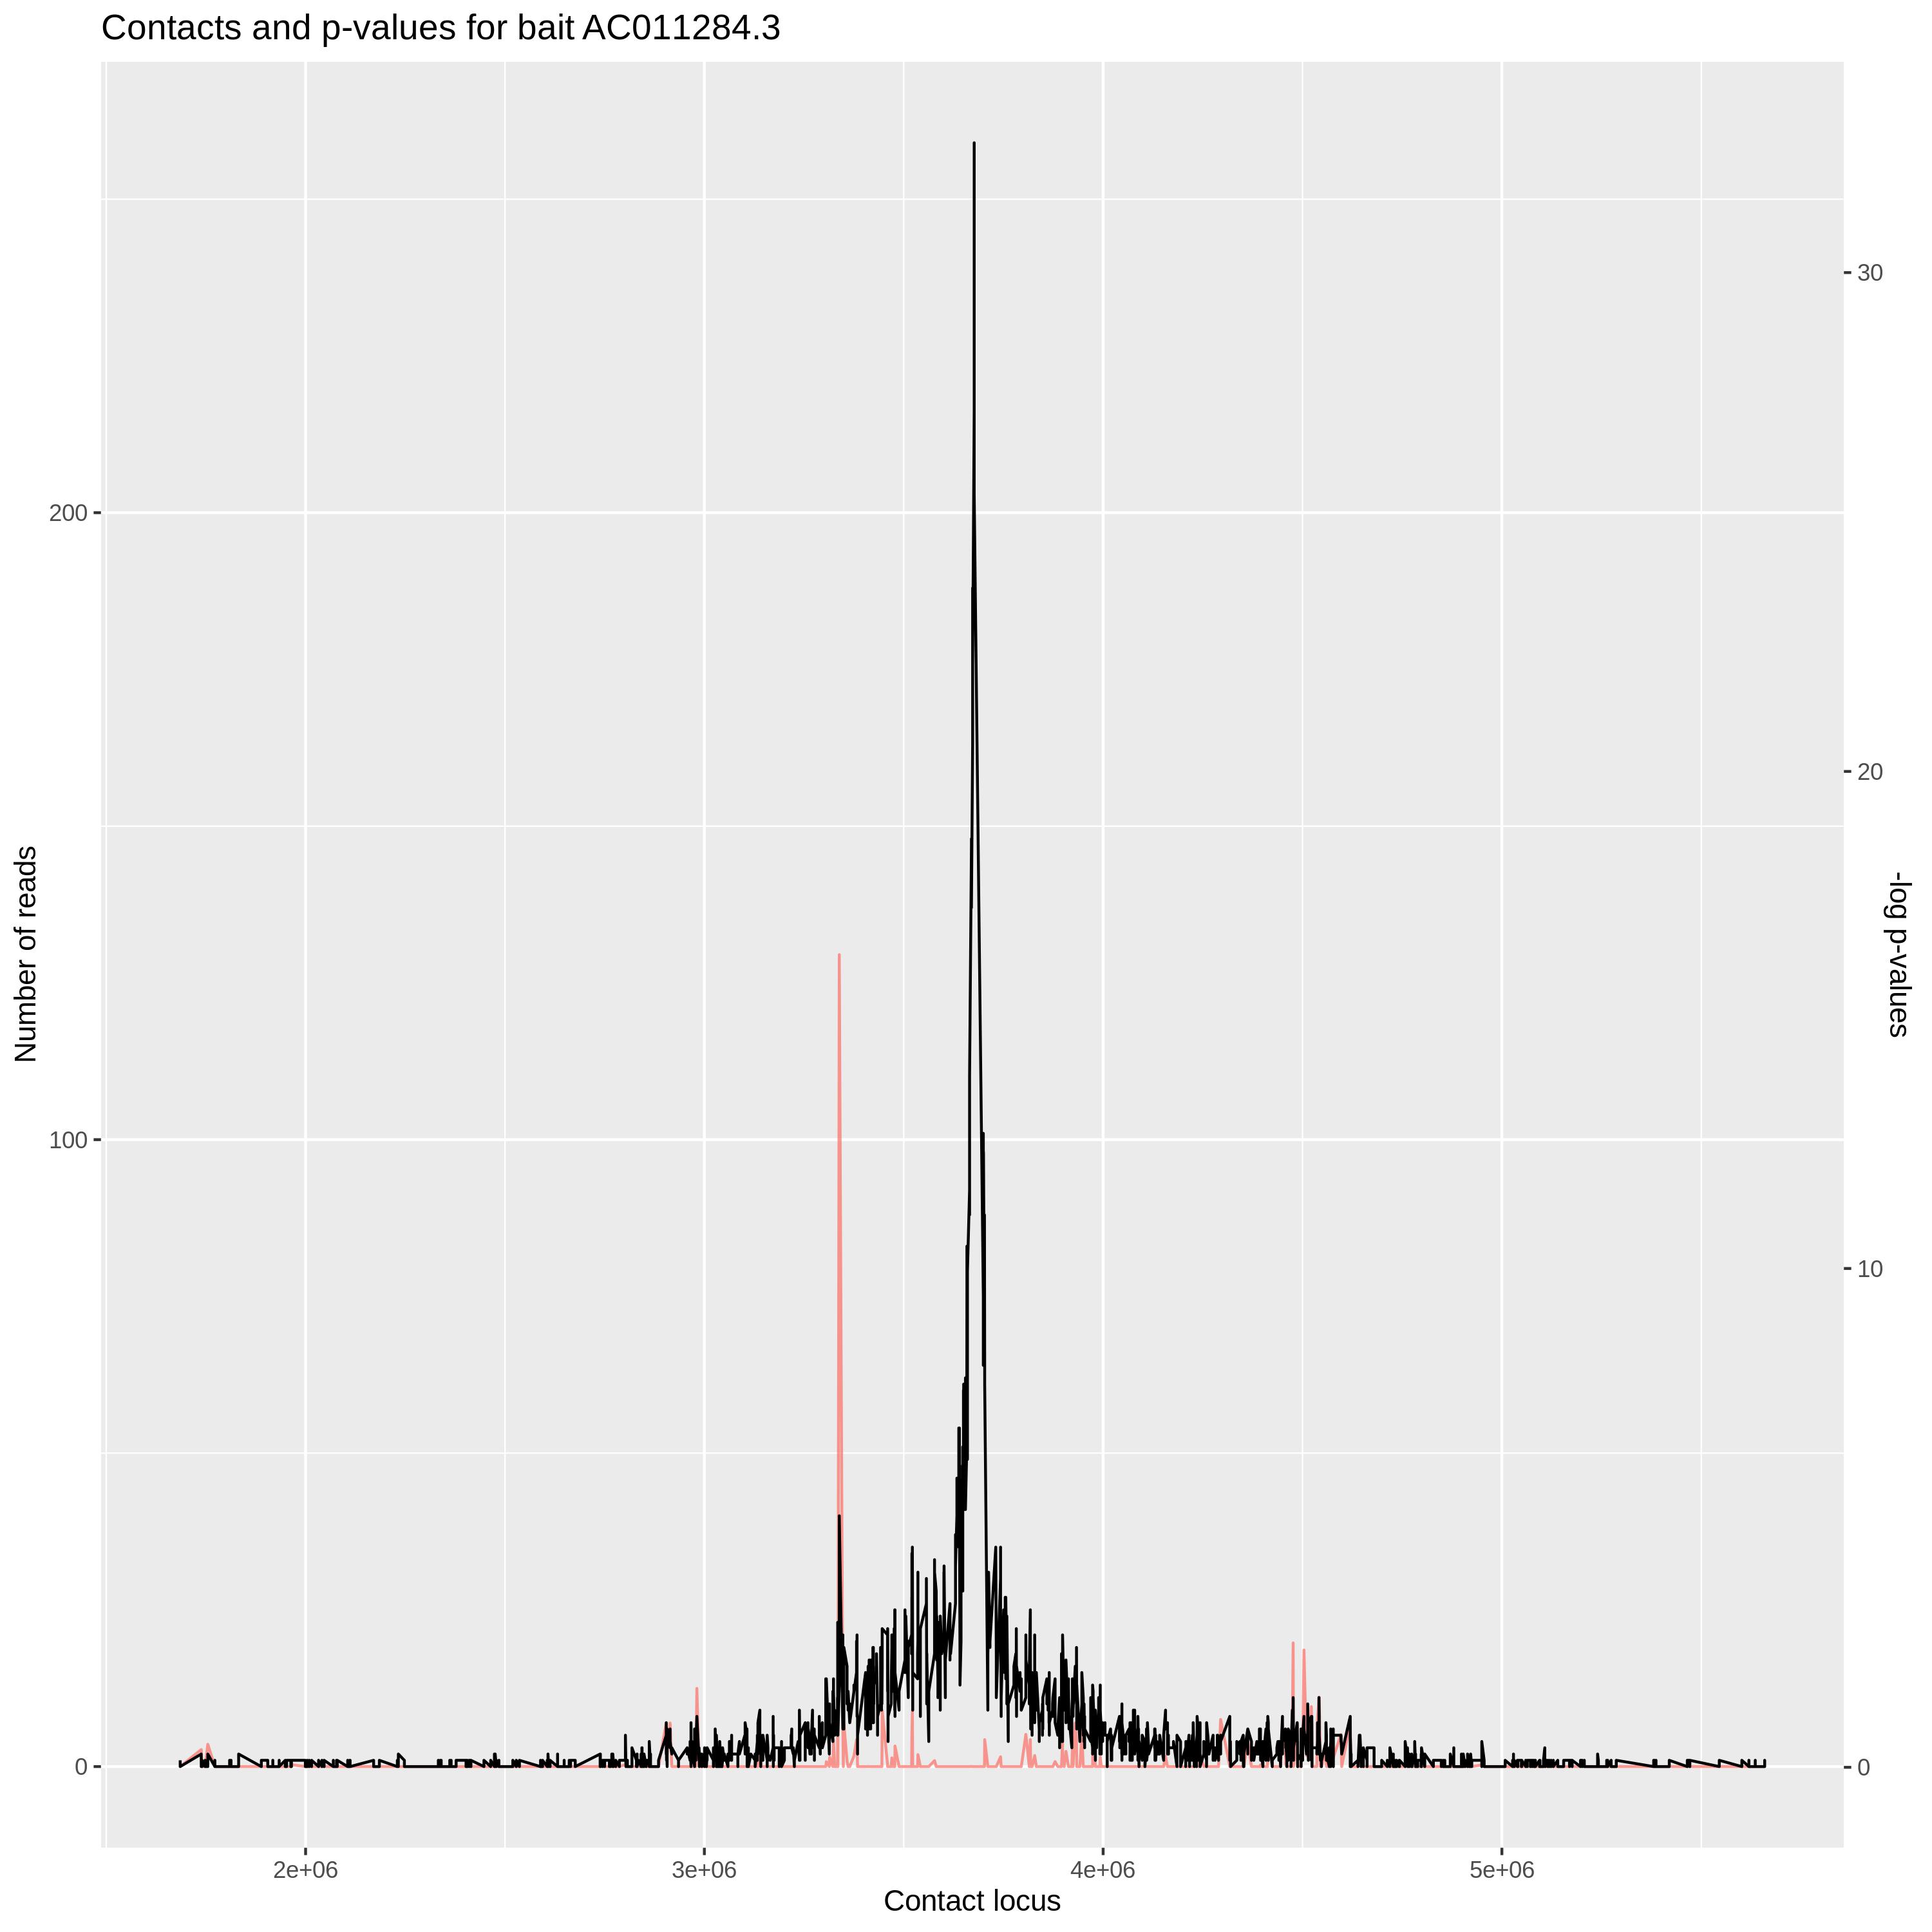 Contacts and p-values for bait AC011284.3
Number of reads
200
100
0
30
20
10
0
-log p-values
2e+06
3e+06
4e+06
5e+06
Contact locus